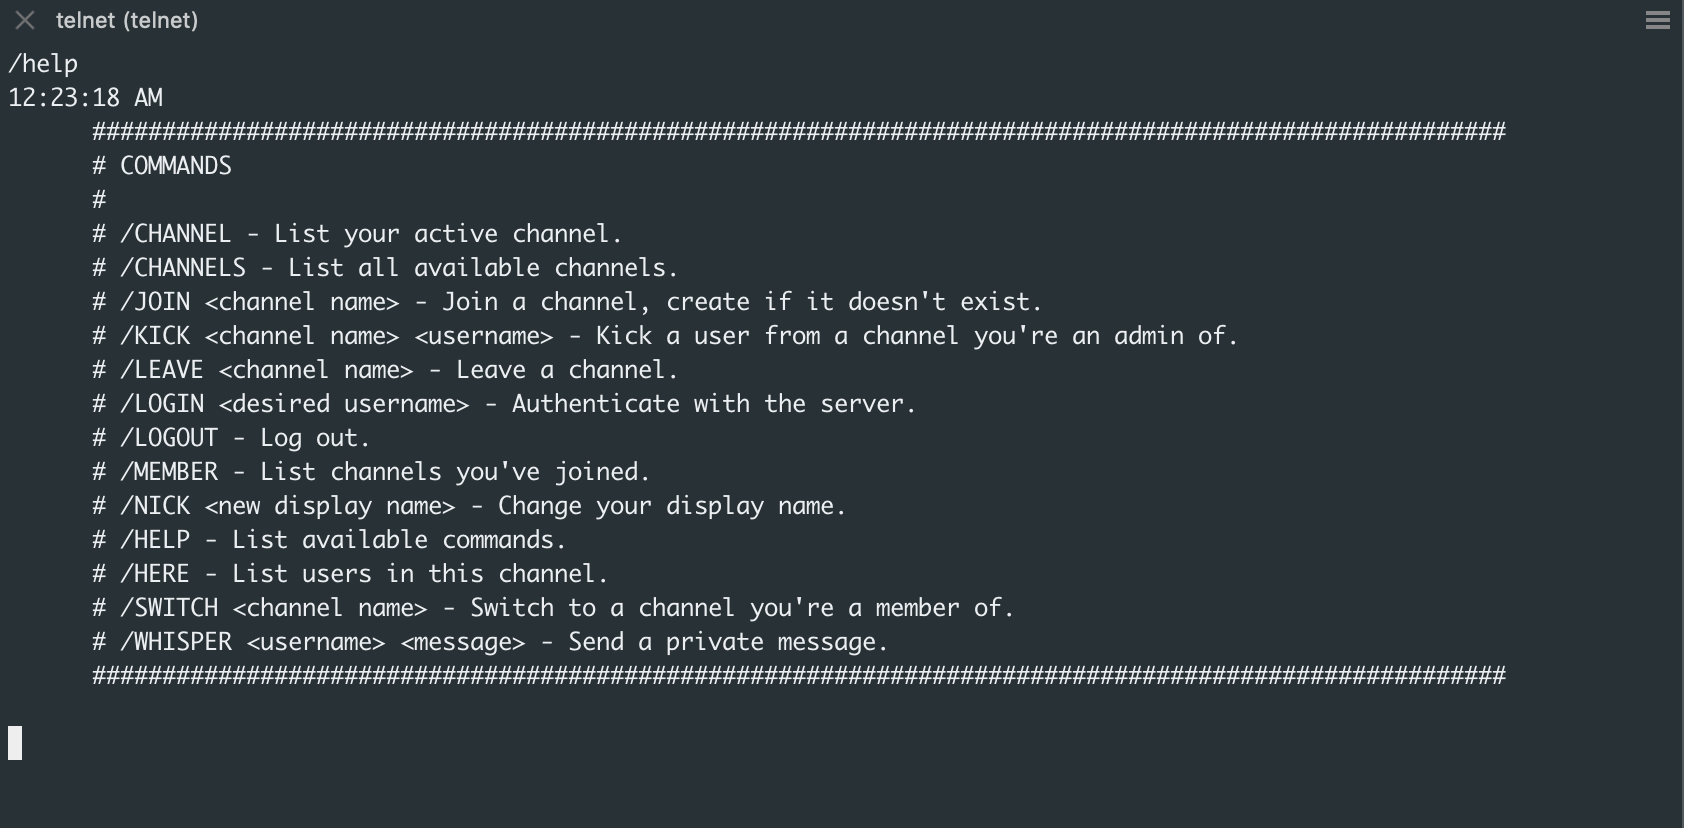 telnet (telnet)
/help
12:23:18 AM
#####################################################################################################
# COMMANDS
#
# /CHANNEL - List your active channel.
# /CHANNELS - List all available channels.
# /JOIN <channel name> - Join a channel, create if it doesn't exist.
# /KICK <channel name> <username> - Kick a user from a channel you're an admin of.
# /LEAVE <channel name> - Leave a channel.
# /LOGIN <desired username> - Authenticate with the server.
# /LOGOUT - Log out.
# /MEMBER - List channels you've joined.
# /NICK <new display name> - Change your display name.
# /HELP - List available commands.
# /HERE - List users in this channel.
# /SWITCH <channel name> - Switch to a channel you're a member of.
# /WHISPER <username> <message> - Send a private message.
#####################################################################################################